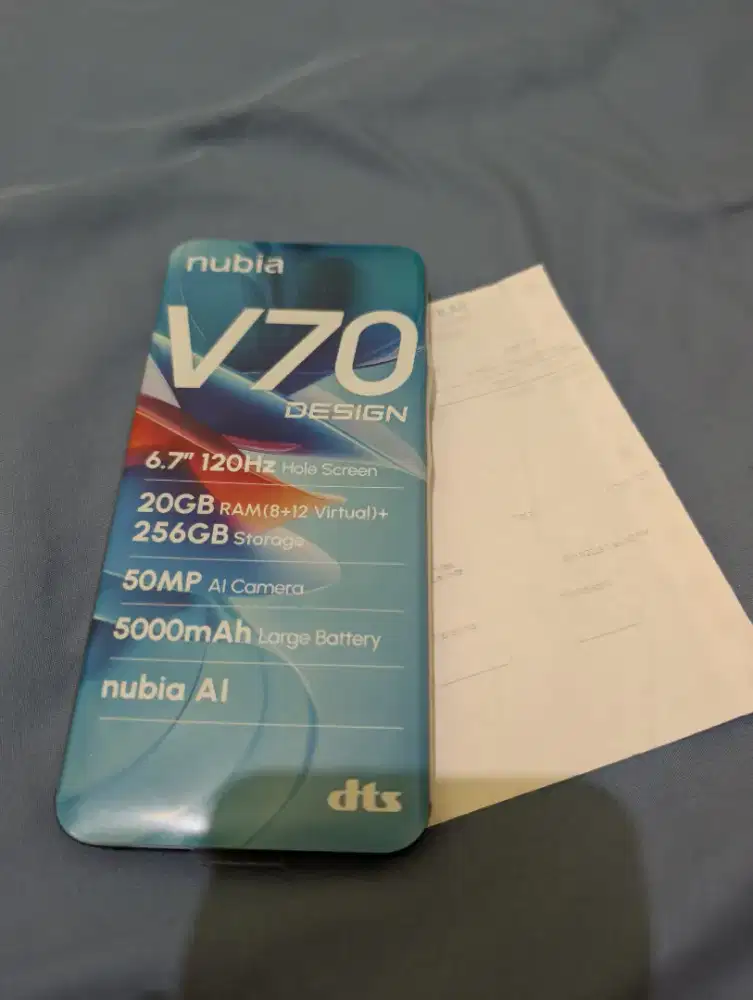 nubia
V70
DESIGN
6.7" 120Hz Hole Screen
20GB RAM(8+12 Virtual)+
256GB Storage
50MP AI Camera
5000mAh Large Battery
nubia AI
dts